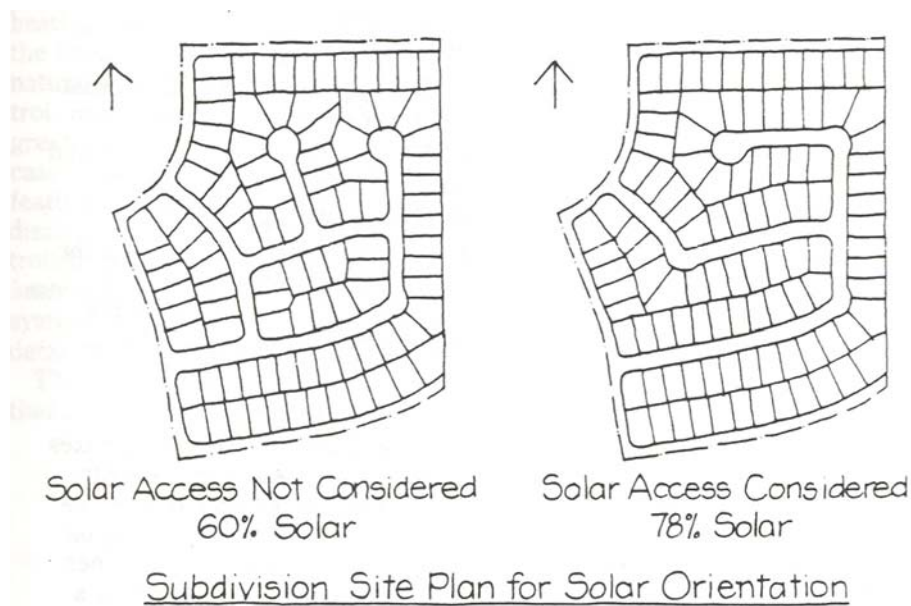 Solar Access Not Considered
60% Solar
Solar Access Considered
78% Solar
Subdivision Site Plan for Solar Orientation